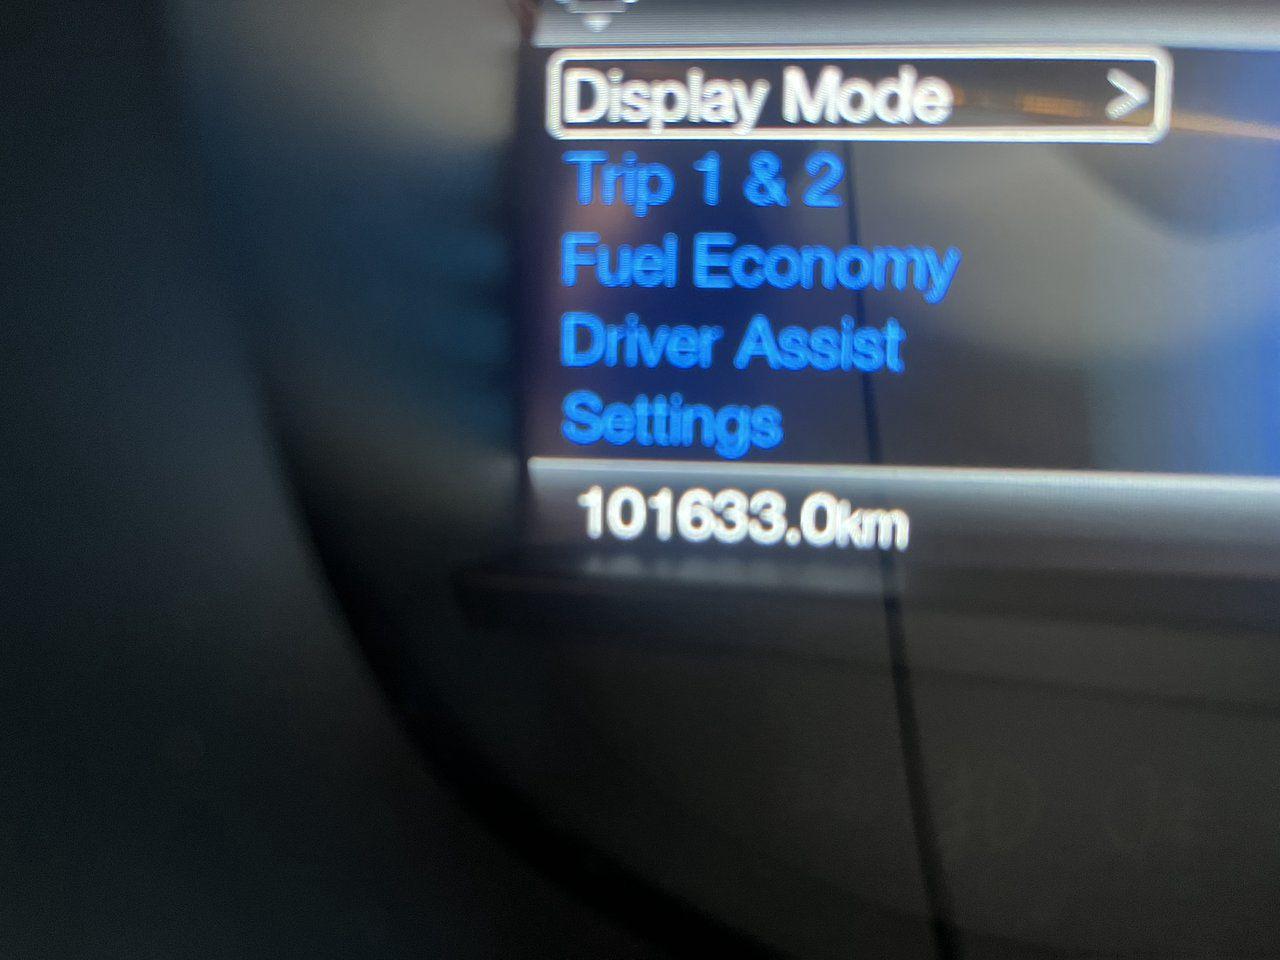 Display Mode >
Trip 1 & 2
Fuel Economy
Driver Assist
Settings
101633.0km